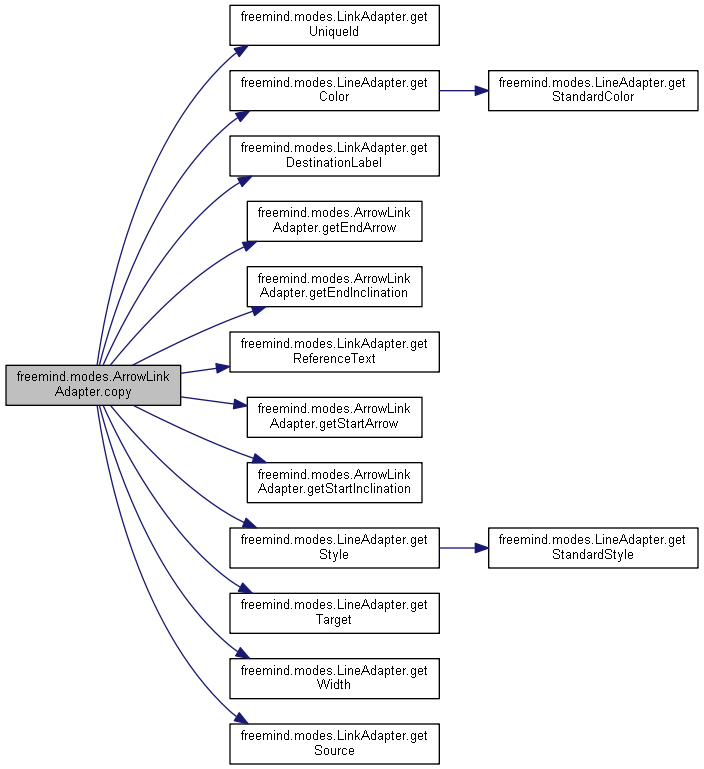 freemind.modes.LinkAdapter.get
UniqueId
freemind.modes.LineAdapter.get
Color
freemind.modes.LineAdapter.get
StandardColor
freemind.modes.LinkAdapter.get
DestinationLabel
freemind.modes.ArrowLink
Adapter.getEndArrow
freemind.modes.ArrowLink
Adapter.getEndInclination
freemind.modes.LinkAdapter.get
ReferenceText
freemind.modes.ArrowLink
Adapter.copy
freemind.modes.ArrowLink
Adapter.getStartArrow
freemind.modes.ArrowLink
Adapter.getStartInclination
freemind.modes.LineAdapter.get
Style
freemind.modes.LineAdapter.get
StandardStyle
freemind.modes.LineAdapter.get
Target
freemind.modes.LineAdapter.get
Width
freemind.modes.LinkAdapter.get
Source